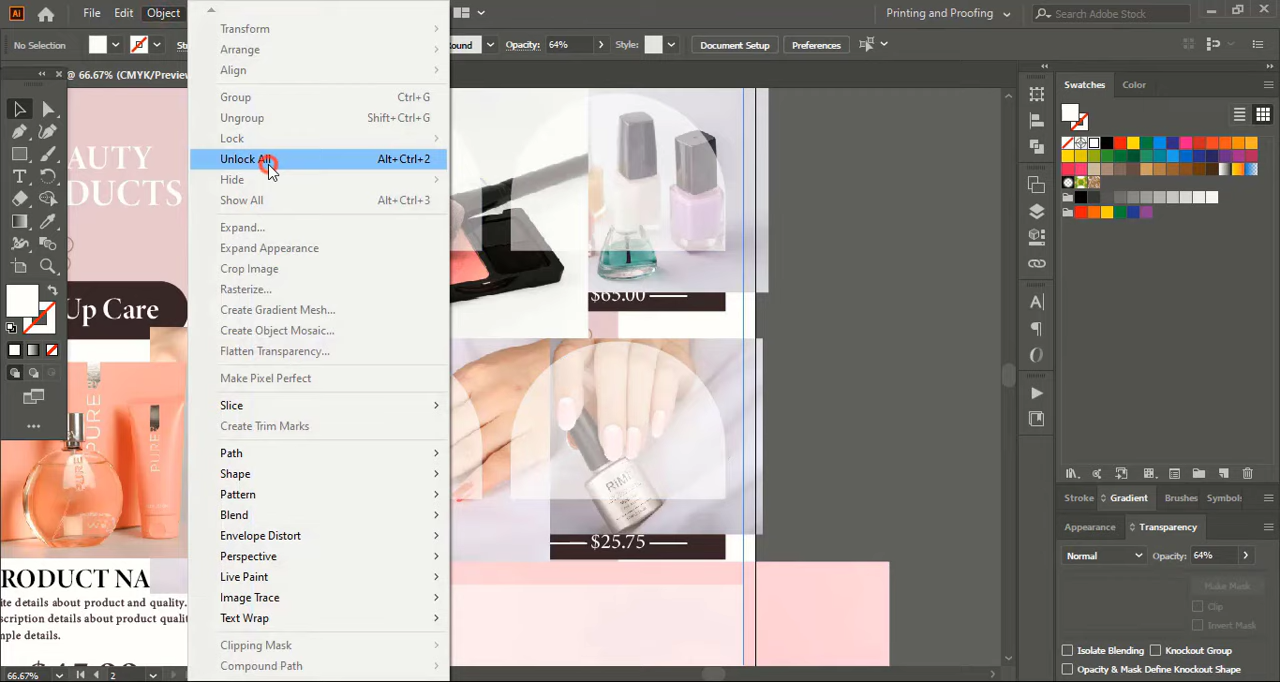 File Edit Object
Printing and Proofing
Search Adobe Stock
No Selection
Round
Opacity: 64%
Style:
Document Setup
Preferences
@ 66.67% (CMYK/Preview
Transform
Arrange
Align
Group Ctrl+G
Ungroup Shift+Ctrl+G
Lock
Unlock All Alt+Ctrl+2
Hide
Show All Alt+Ctrl+3
Expand...
Expand Appearance
Crop Image
Rasterize...
Create Gradient Mesh...
Create Object Mosaic...
Flatten Transparency...
Make Pixel Perfect
Slice
Create Trim Marks
Path
Shape
Pattern
Blend
Envelope Distort
Perspective
Live Paint
Image Trace
Text Wrap
Clipping Mask
Compound Path
AUTY
DUCTS
Up Care
PURE
PURE
RODUCT NA
ite details about product and quality.
scription details about product qualit
mple details.
66.67%
2
$65.00
RIM
$25.75
Swatches Color
Stroke Gradient Brushes Symbols
Appearance Transparency
Normal Opacity: 64%
Make Mask
Clip
Invert Mask
Isolate Blending Knockout Group
Opacity & Mask Define Knockout Shape